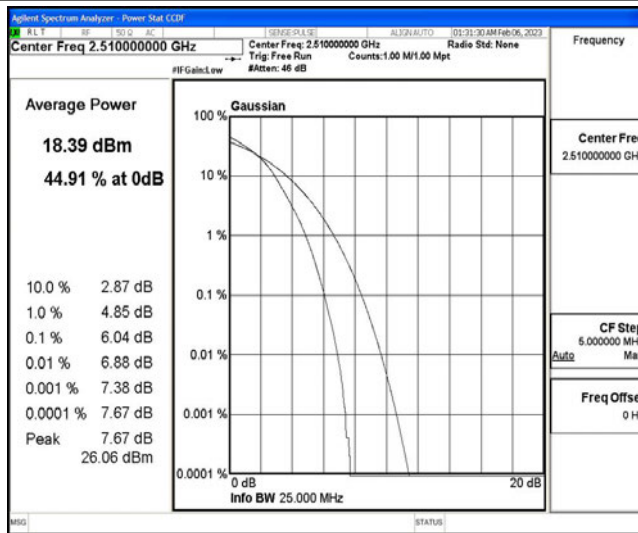 Agilent Spectrum Analyzer - Power Stat CCDF
R L T RF 50 Ω AC SENSE:PULSE ALIGN AUTO 01:31:30 AM Feb 06, 2023
Center Freq 2.510000000 GHz
Center Freq: 2.510000000 GHz Radio Std: None
Trig: Free Run Counts:1.00 M/1.00 Mpt
#IFGain:Low #Atten: 46 dB
Frequency
Average Power
18.39 dBm
44.91 % at 0dB
10.0 % 2.87 dB
1.0 % 4.85 dB
0.1 % 6.04 dB
0.01 % 6.88 dB
0.001 % 7.38 dB
0.0001 % 7.67 dB
Peak 7.67 dB
26.06 dBm
Gaussian
100 %
10 %
1 %
0.1 %
0.01 %
0.001 %
0.0001 %
0 dB 20 dB
Info BW 25.000 MHz
Center Fre
2.510000000 GH
CF Step
5.000000 MH
Auto Ma
Freq Offse
0 H
MSG STATUS